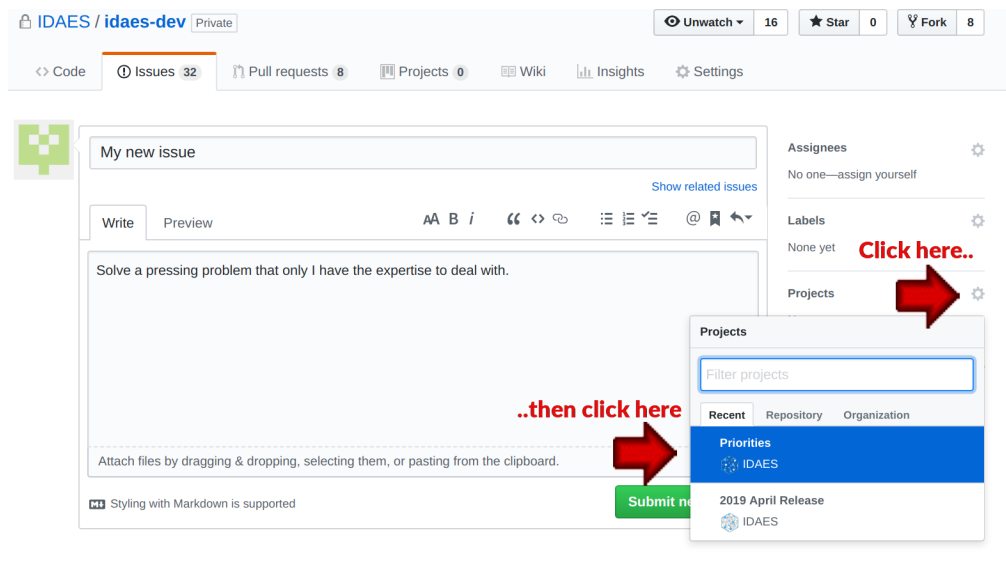 IDAES / idaes-dev Private
Unwatch 16 Star 0 Fork 8
Code Issues 32 Pull requests 8 Projects 0 Wiki Insights Settings
My new issue
Show related issues
Write Preview AA B i @
Solve a pressing problem that only I have the expertise to deal with.
Attach files by dragging & dropping, selecting them, or pasting from the clipboard.
Styling with Markdown is supported
Submit
Assignees
No one—assign yourself
Labels
None yet
Click here..
Projects
Projects
Filter projects
..then click here
Recent Repository Organization
Priorities
IDAES
2019 April Release
IDAES